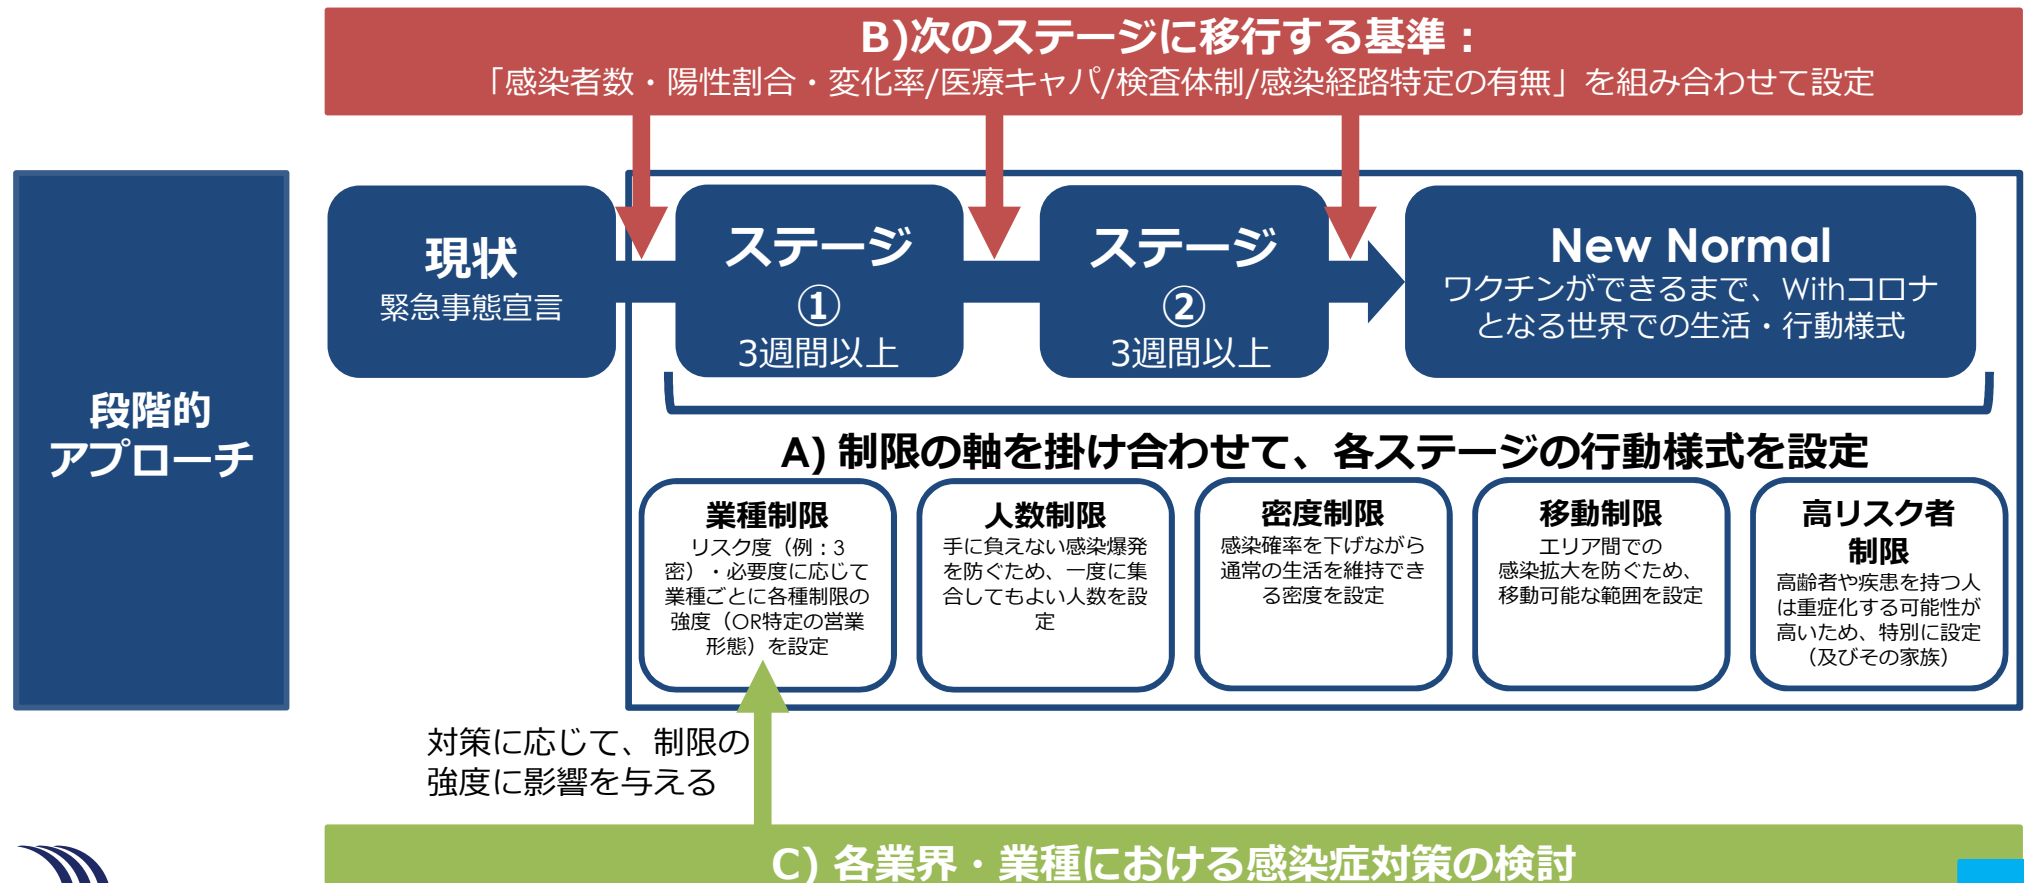 B)次のステージに移行する基準：
「感染者数・陽性割合・変化率/医療キャパ/検査体制/感染経路特定の有無」を組み合わせて設定
段階的
アプローチ
現状
緊急事態宣言
ステージ
①
3週間以上
ステージ
②
3週間以上
New Normal
ワクチンができるまで、Withコロナ
となる世界での生活・行動様式
A) 制限の軸を掛け合わせて、各ステージの行動様式を設定
業種制限
リスク度（例：3
密）・必要度に応じて
業種ごとに各種制限の
強度（OR特定の営業
形態）を設定
人数制限
手に負えない感染爆発
を防ぐため、一度に集
合してもよい人数を設
定
密度制限
感染確率を下げながら
通常の生活を維持でき
る密度を設定
移動制限
エリア間での
感染拡大を防ぐため、
移動可能な範囲を設定
高リスク者
制限
高齢者や疾患を持つ人
は重症化する可能性が
高いため、特別に設定
（及びその家族）
対策に応じて、制限の
強度に影響を与える
C) 各業界・業種における感染症対策の検討